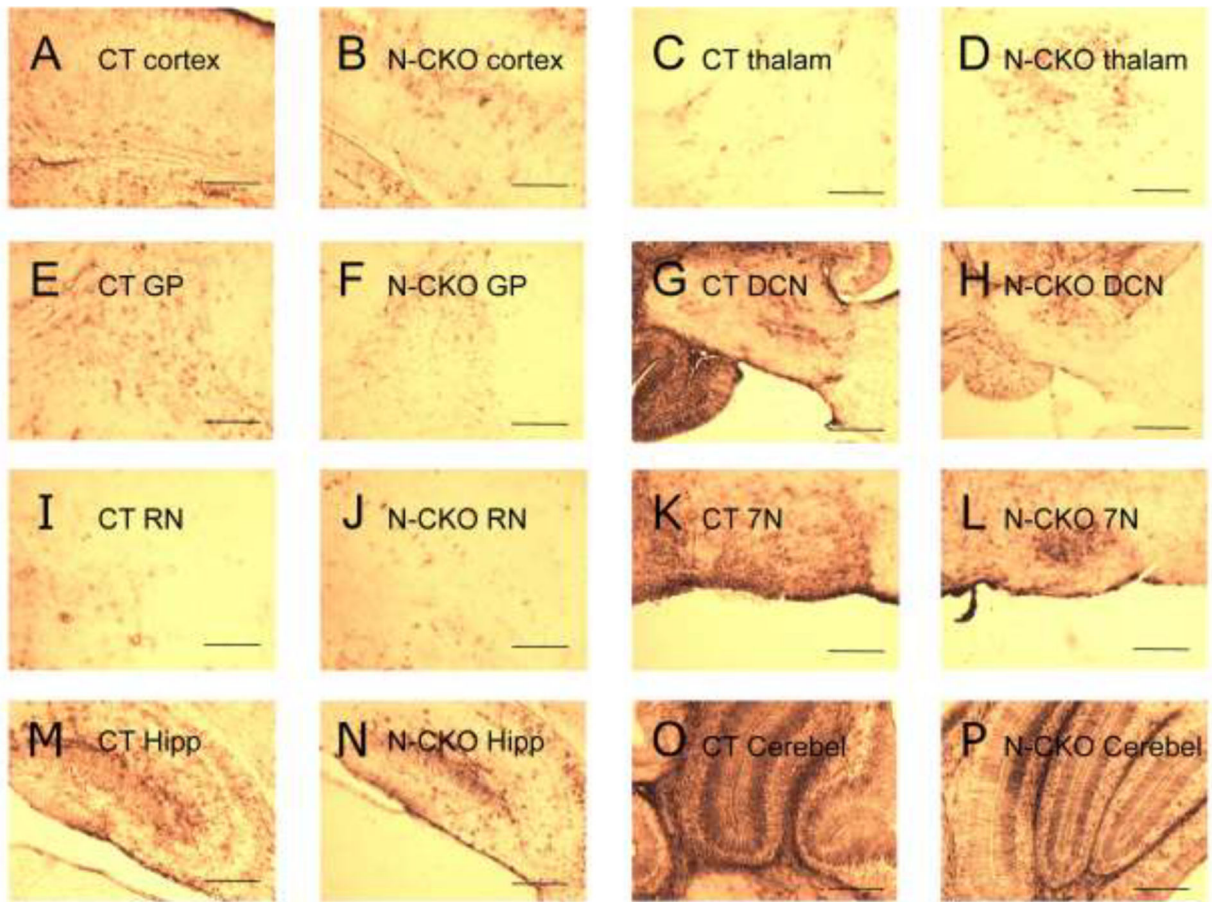 A CT cortex
B N-CKO cortex
C CT thalam
D N-CKO thalam
E CT GP
F N-CKO GP
G CT DCN
H N-CKO DCN
I CT RN
J N-CKO RN
K CT 7N
L N-CKO 7N
M CT Hipp
N N-CKO Hipp
O CT Cerebel
P N-CKO Cerebel